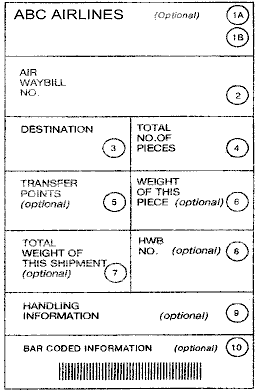 ABC AIRLINES (Optional) 1A
1B
AIR
WAYBILL
NO. 2
DESTINATION 3
TOTAL
NO.OF
PIECES 4
TRANSFER
POINTS
(optional) 5
WEIGHT
OF THIS
PIECE (optional) 6
TOTAL
WEIGHT OF
THIS SHIPMENT
(optional) 7
HWB
NO. (optional) 8
HANDLING
INFORMATION (optional) 9
BAR CODED INFORMATION (optional) 10